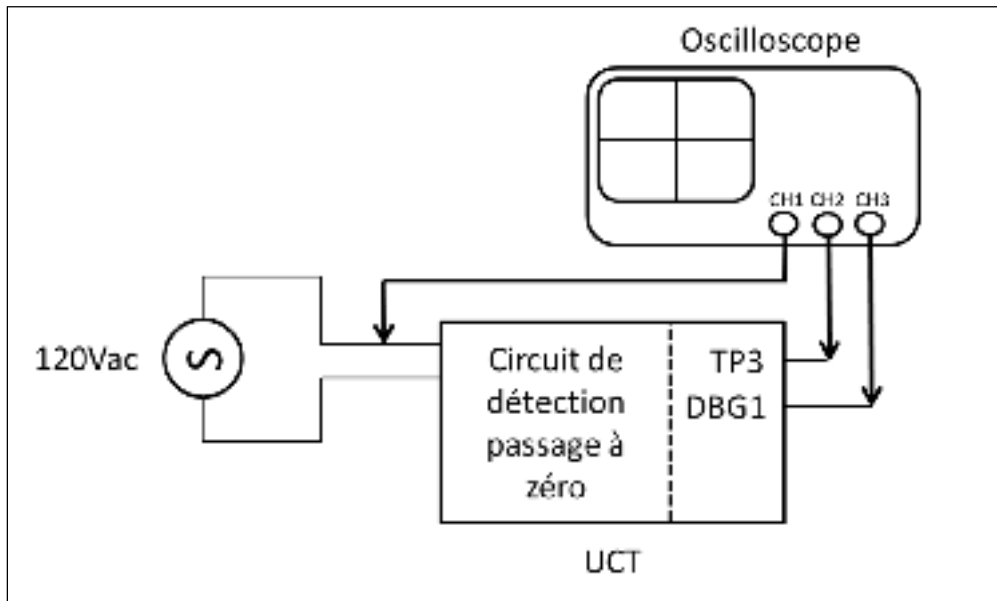 Oscilloscope
CH1 CH2 CH3
120Vac
Circuit de
détection
passage à
zéro
TP3
DBG1
UCT